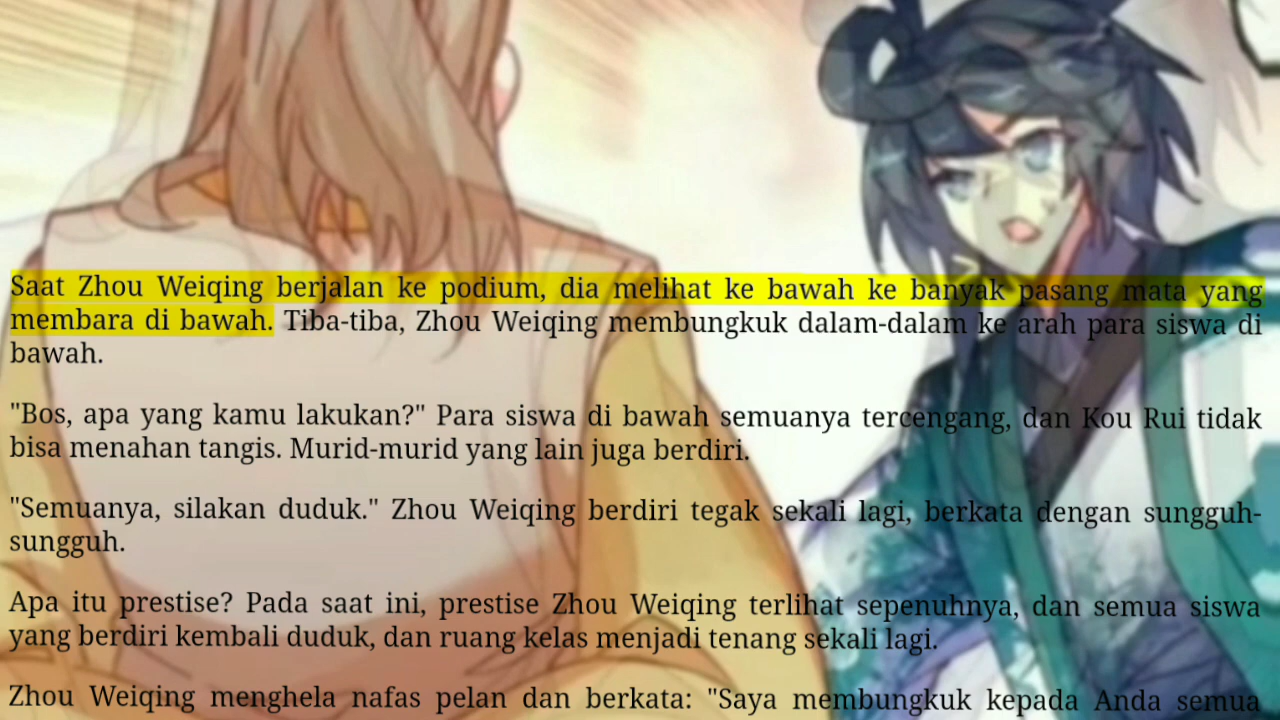 Saat Zhou Weiqing berjalan ke podium, dia melihat ke bawah ke banyak pasang mata yang
membara di bawah. Tiba-tiba, Zhou Weiqing membungkuk dalam-dalam ke arah para siswa di
bawah.
"Bos, apa yang kamu lakukan?" Para siswa di bawah semuanya tercengang, dan Kou Rui tidak
bisa menahan tangis. Murid-murid yang lain juga berdiri.
"Semuanya, silakan duduk." Zhou Weiqing berdiri tegak sekali lagi, berkata dengan sungguh-
sungguh.
Apa itu prestise? Pada saat ini, prestise Zhou Weiqing terlihat sepenuhnya, dan semua siswa
yang berdiri kembali duduk, dan ruang kelas menjadi tenang sekali lagi.
Zhou Weiqing menghela nafas pelan dan berkata: "Saya membungkuk kepada Anda semua